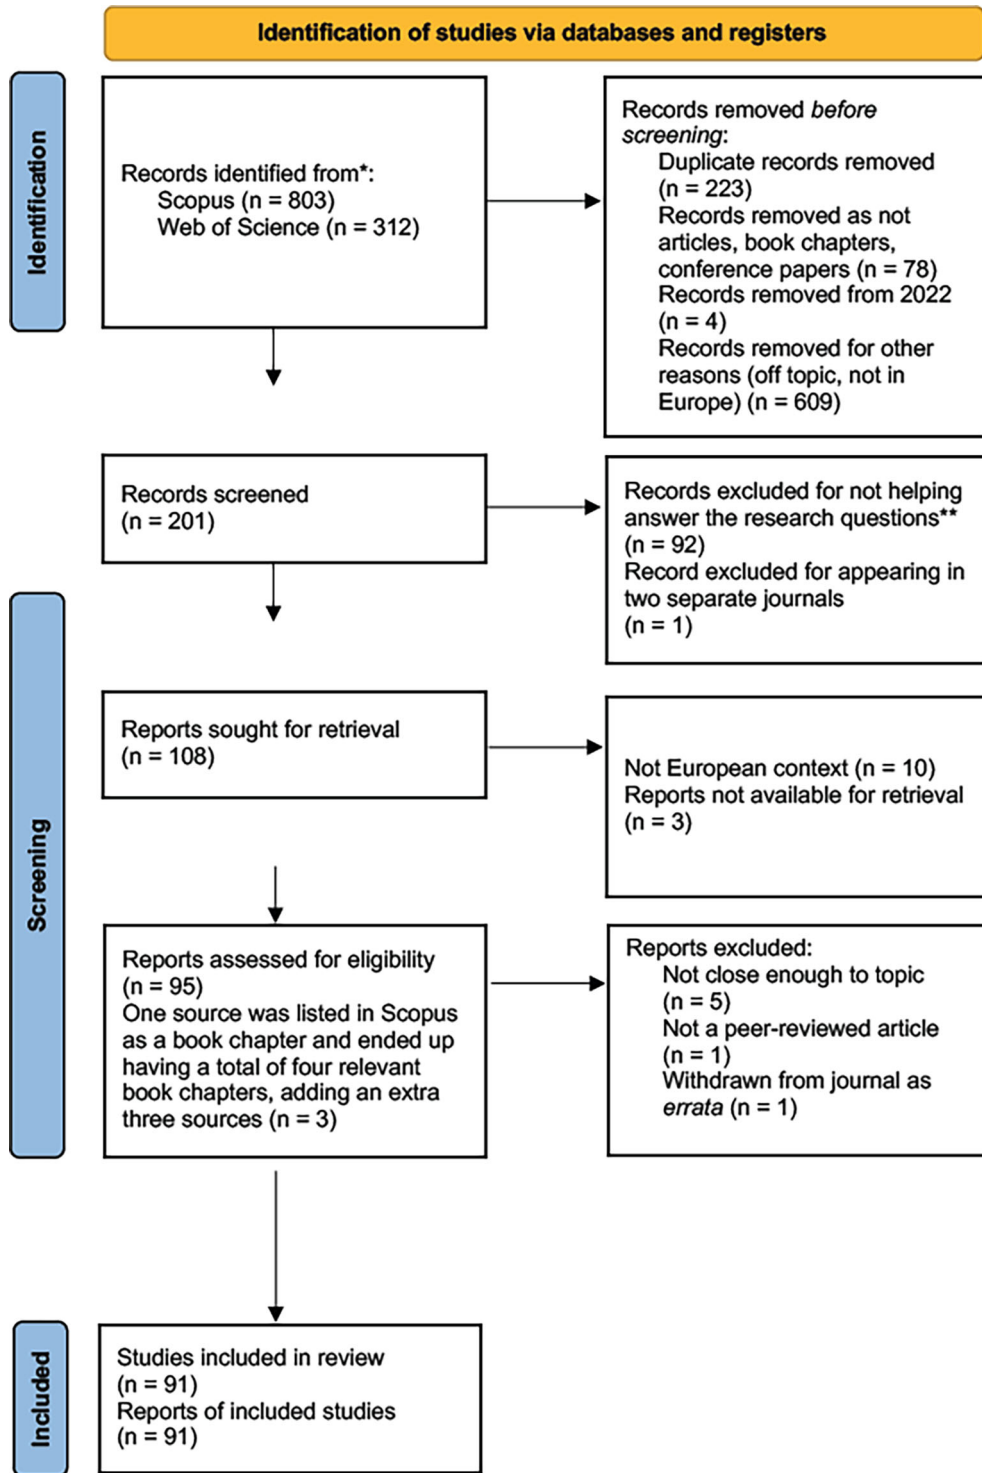 Identification of studies via databases and registers
Identification
Records identified from*:
Scopus (n = 803)
Web of Science (n = 312)
Records removed before
screening:
Duplicate records removed
(n = 223)
Records removed as not
articles, book chapters,
conference papers (n = 78)
Records removed from 2022
(n = 4)
Records removed for other
reasons (off topic, not in
Europe) (n = 609)
Screening
Records screened
(n = 201)
Records excluded for not helping
answer the research questions**
(n = 92)
Record excluded for appearing in
two separate journals
(n = 1)
Reports sought for retrieval
(n = 108)
Not European context (n = 10)
Reports not available for retrieval
(n = 3)
Reports assessed for eligibility
(n = 95)
One source was listed in Scopus
as a book chapter and ended up
having a total of four relevant
book chapters, adding an extra
three sources (n = 3)
Reports excluded:
Not close enough to topic
(n = 5)
Not a peer-reviewed article
(n = 1)
Withdrawn from journal as
errata (n = 1)
Included
Studies included in review
(n = 91)
Reports of included studies
(n = 91)